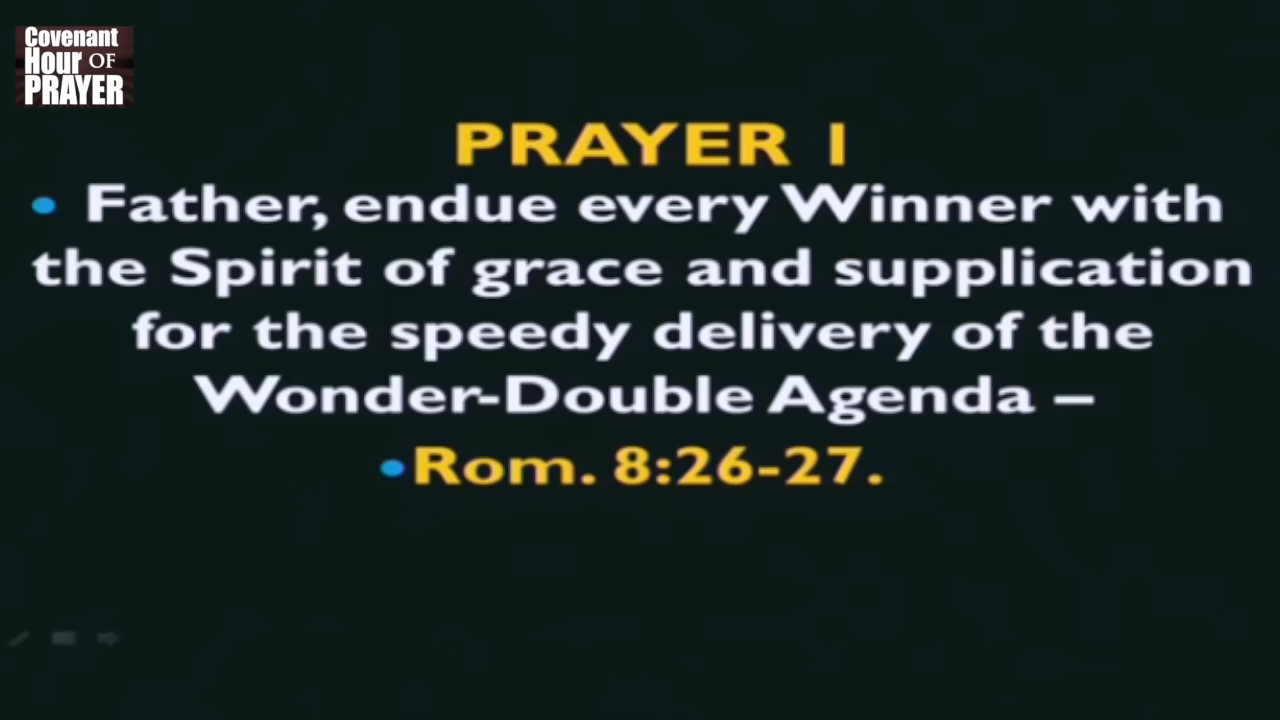 Covenant
Hour OF
PRAYER
PRAYER 1
• Father, endue every Winner with
the Spirit of grace and supplication
for the speedy delivery of the
Wonder-Double Agenda –
•Rom. 8:26-27.